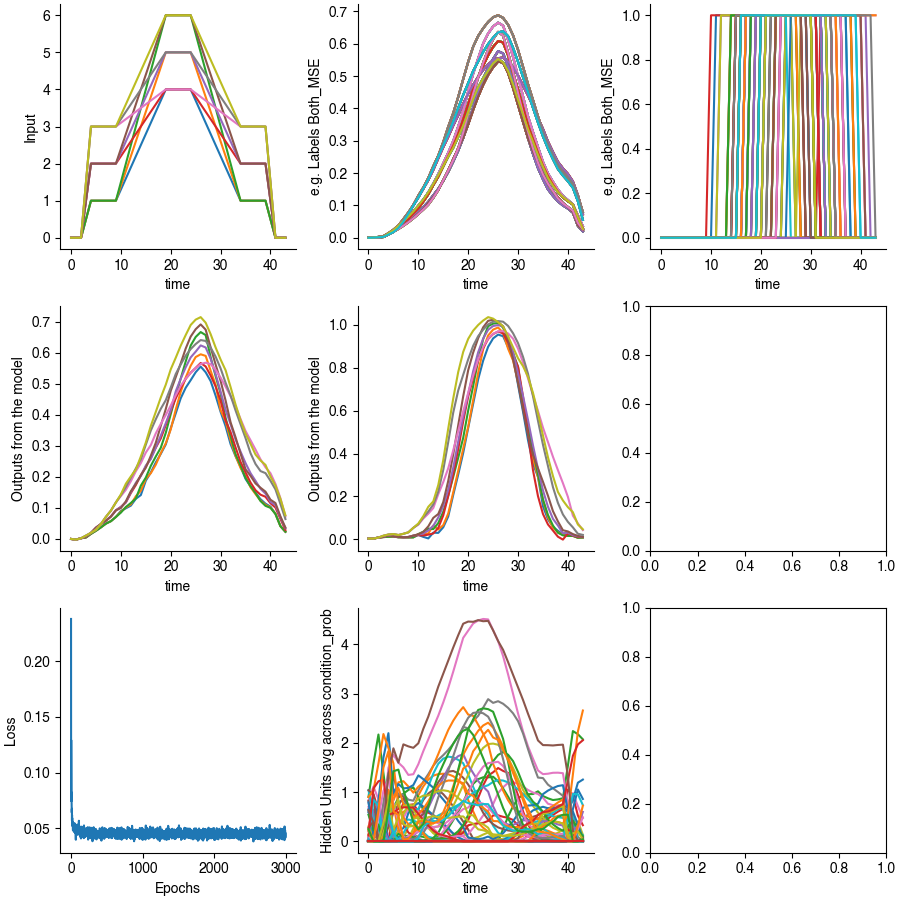 6
5
4
3
2
1
0
Input
0 10 20 30 40
time
0.7
0.6
0.5
0.4
0.3
0.2
0.1
0.0
e.g. Labels Both_MSE
0 10 20 30 40
time
1.0
0.8
0.6
0.4
0.2
0.0
e.g. Labels Both_MSE
0 10 20 30 40
time
0.7
0.6
0.5
0.4
0.3
0.2
0.1
0.0
Outputs from the model
0 10 20 30 40
time
1.0
0.8
0.6
0.4
0.2
0.0
Outputs from the model
0 10 20 30 40
time
1.0
0.8
0.6
0.4
0.2
0.0
0.0 0.2 0.4 0.6 0.8 1.0
0.20
0.15
0.10
0.05
Loss
0 1000 2000 3000
Epochs
4
3
2
1
0
Hidden Units avg across condition_prob
0 10 20 30 40
time
1.0
0.8
0.6
0.4
0.2
0.0
0.0 0.2 0.4 0.6 0.8 1.0